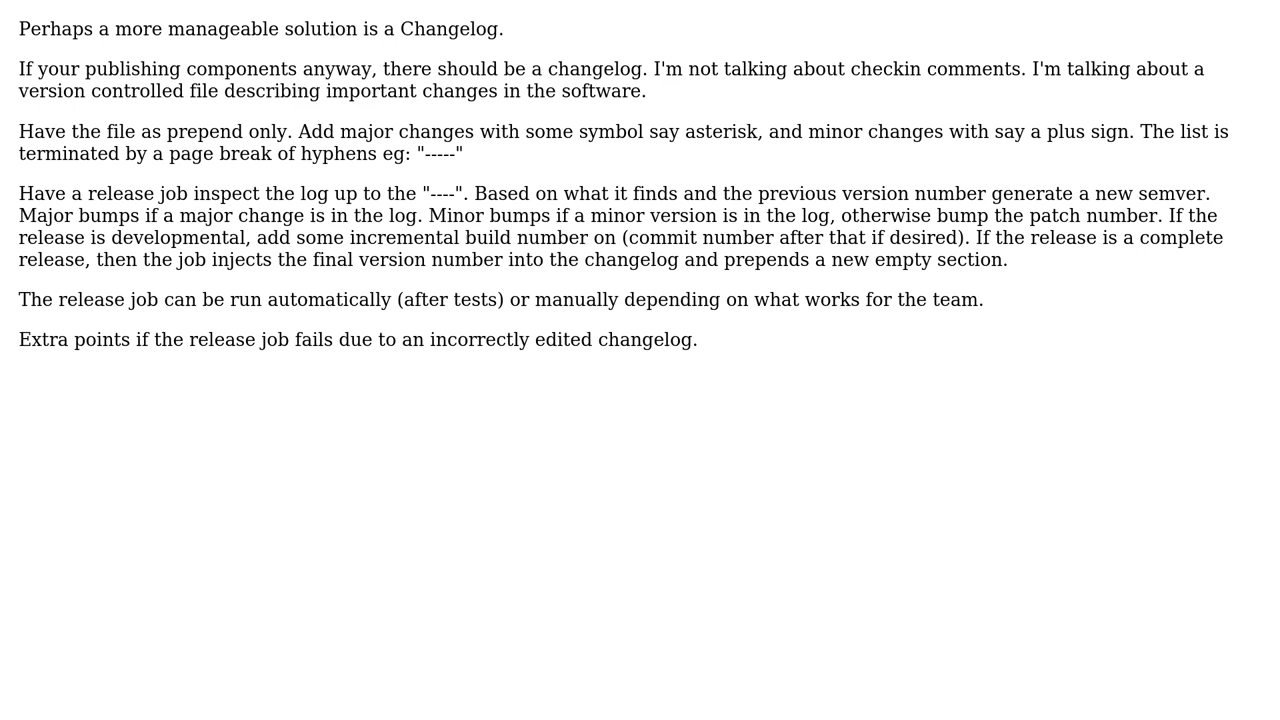 Perhaps a more manageable solution is a Changelog.
If your publishing components anyway, there should be a changelog. I'm not talking about checkin comments. I'm talking about a
version controlled file describing important changes in the software.
Have the file as prepend only. Add major changes with some symbol say asterisk, and minor changes with say a plus sign. The list is
terminated by a page break of hyphens eg: "-----"
Have a release job inspect the log up to the "----". Based on what it finds and the previous version number generate a new semver.
Major bumps if a major change is in the log. Minor bumps if a minor version is in the log, otherwise bump the patch number. If the
release is developmental, add some incremental build number on (commit number after that if desired). If the release is a complete
release, then the job injects the final version number into the changelog and prepends a new empty section.
The release job can be run automatically (after tests) or manually depending on what works for the team.
Extra points if the release job fails due to an incorrectly edited changelog.